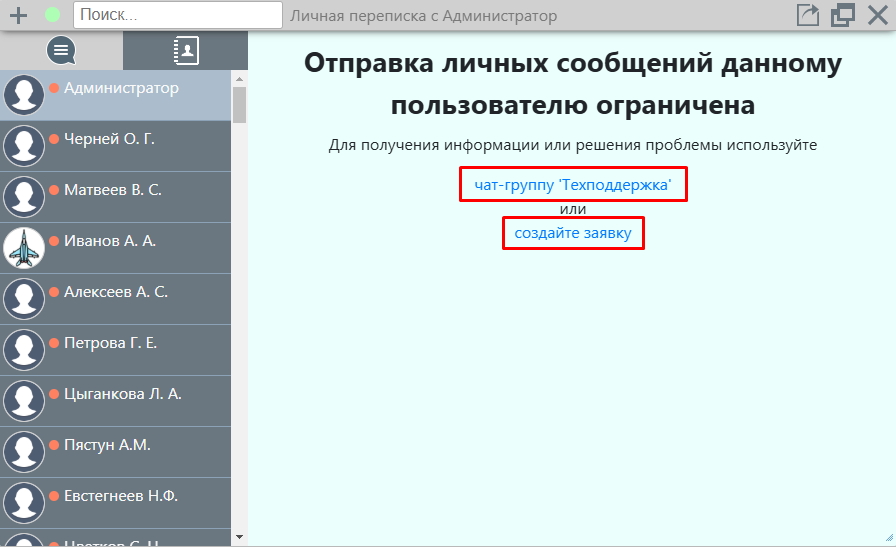 Поиск...
Личная переписка с Администратор
Администратор
Черней О. Г.
Матвеев В. С.
Иванов А. А.
Алексеев А. С.
Петрова Г. Е.
Цыганкова Л. А.
Пястун А.М.
Евстегнеев Н.Ф.
Отправка личных сообщений данному
пользователю ограничена
Для получения информации или решения проблемы используйте
чат-группу 'Техподдержка'
или
создайте заявку